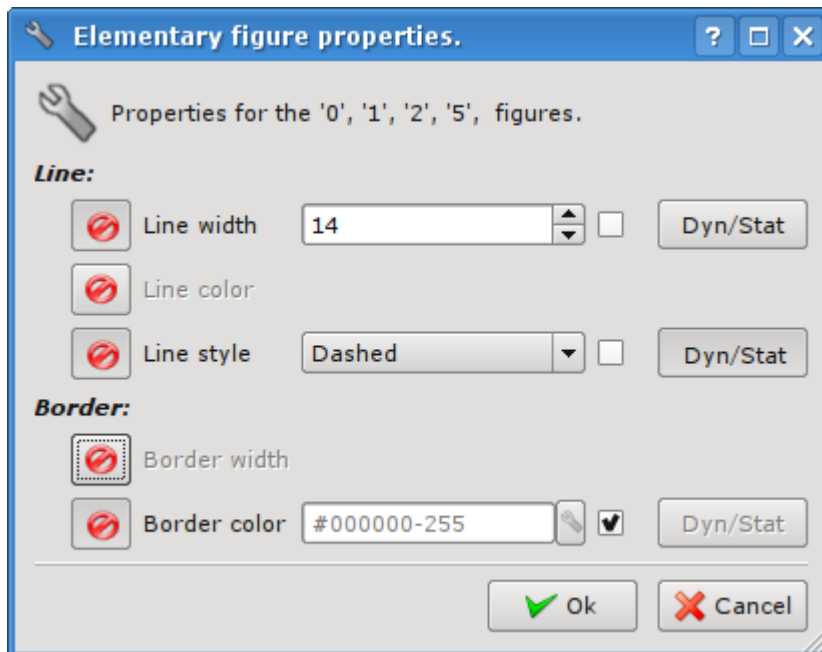 Elementary figure properties.
?
Properties for the '0', '1', '2', '5', figures.
Line:
Line width 14 Dyn/Stat
Line color
Line style Dashed Dyn/Stat
Border:
Border width
Border color #000000-255 Dyn/Stat
Ok Cancel